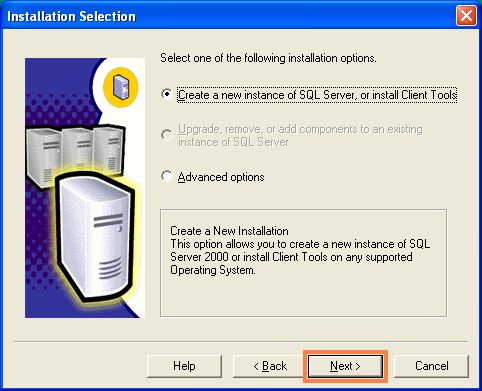 Installation Selection
Select one of the following installation options.
Create a new instance of SQL Server, or install Client Tools
Upgrade, remove, or add components to an existing
instance of SQL Server
Advanced options
Create a New Installation
This option allows you to create a new instance of SQL
Server 2000 or install Client Tools on any supported
Operating System.
Help
< Back
Next >
Cancel